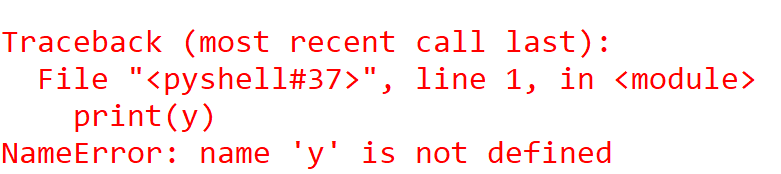 Traceback (most recent call last):
  File "<pyshell#37>", line 1, in <module>
    print(y)
NameError: name 'y' is not defined